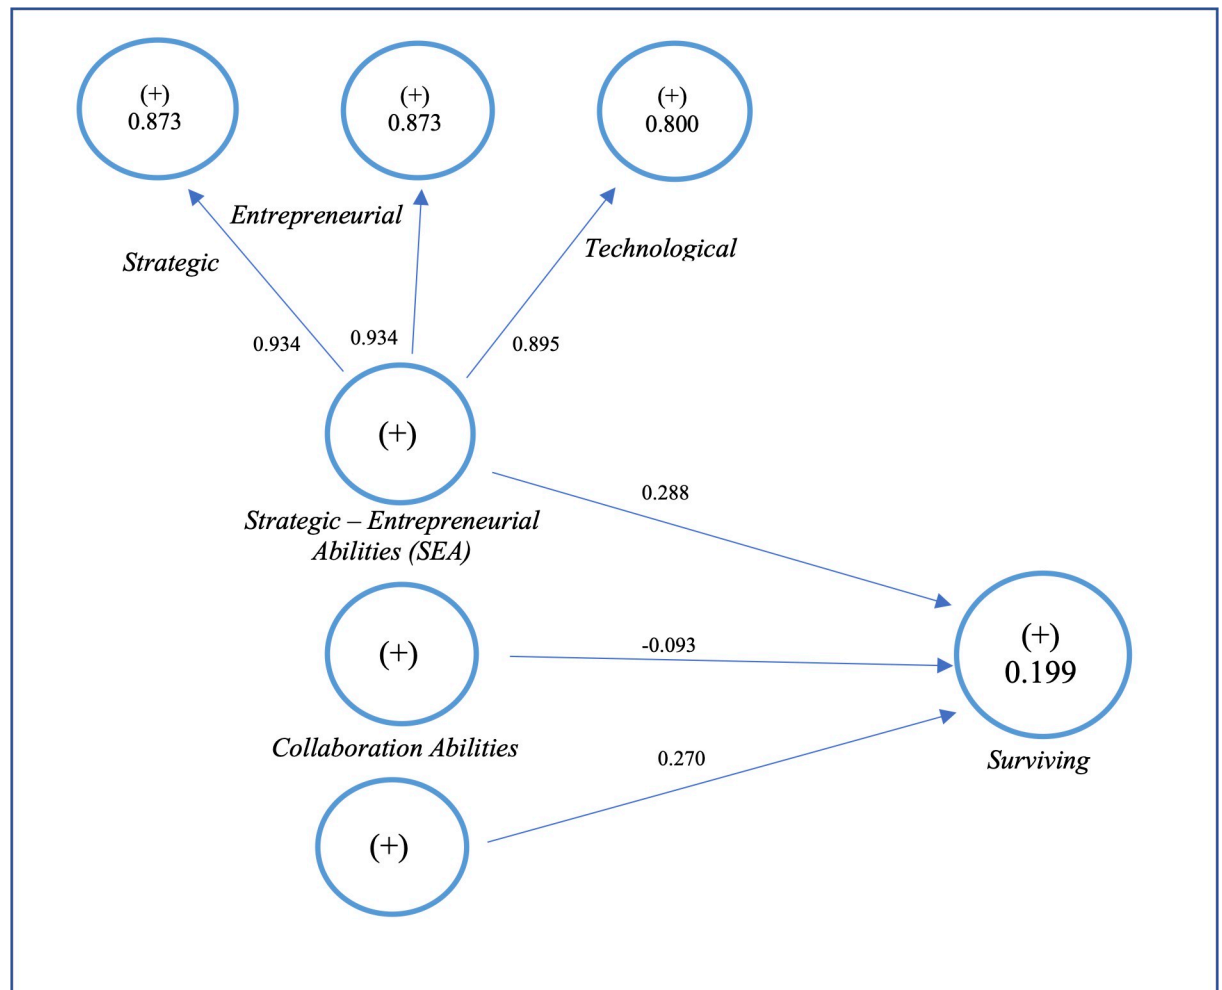 (+)
0.873
(+)
0.873
(+)
0.800
Entrepreneurial
Strategic
Technological
0.934
0.934
0.895
(+)
0.288
Strategic – Entrepreneurial
Abilities (SEA)
(+)
-0.093
(+)
0.199
Collaboration Abilities
0.270
Surviving
(+)